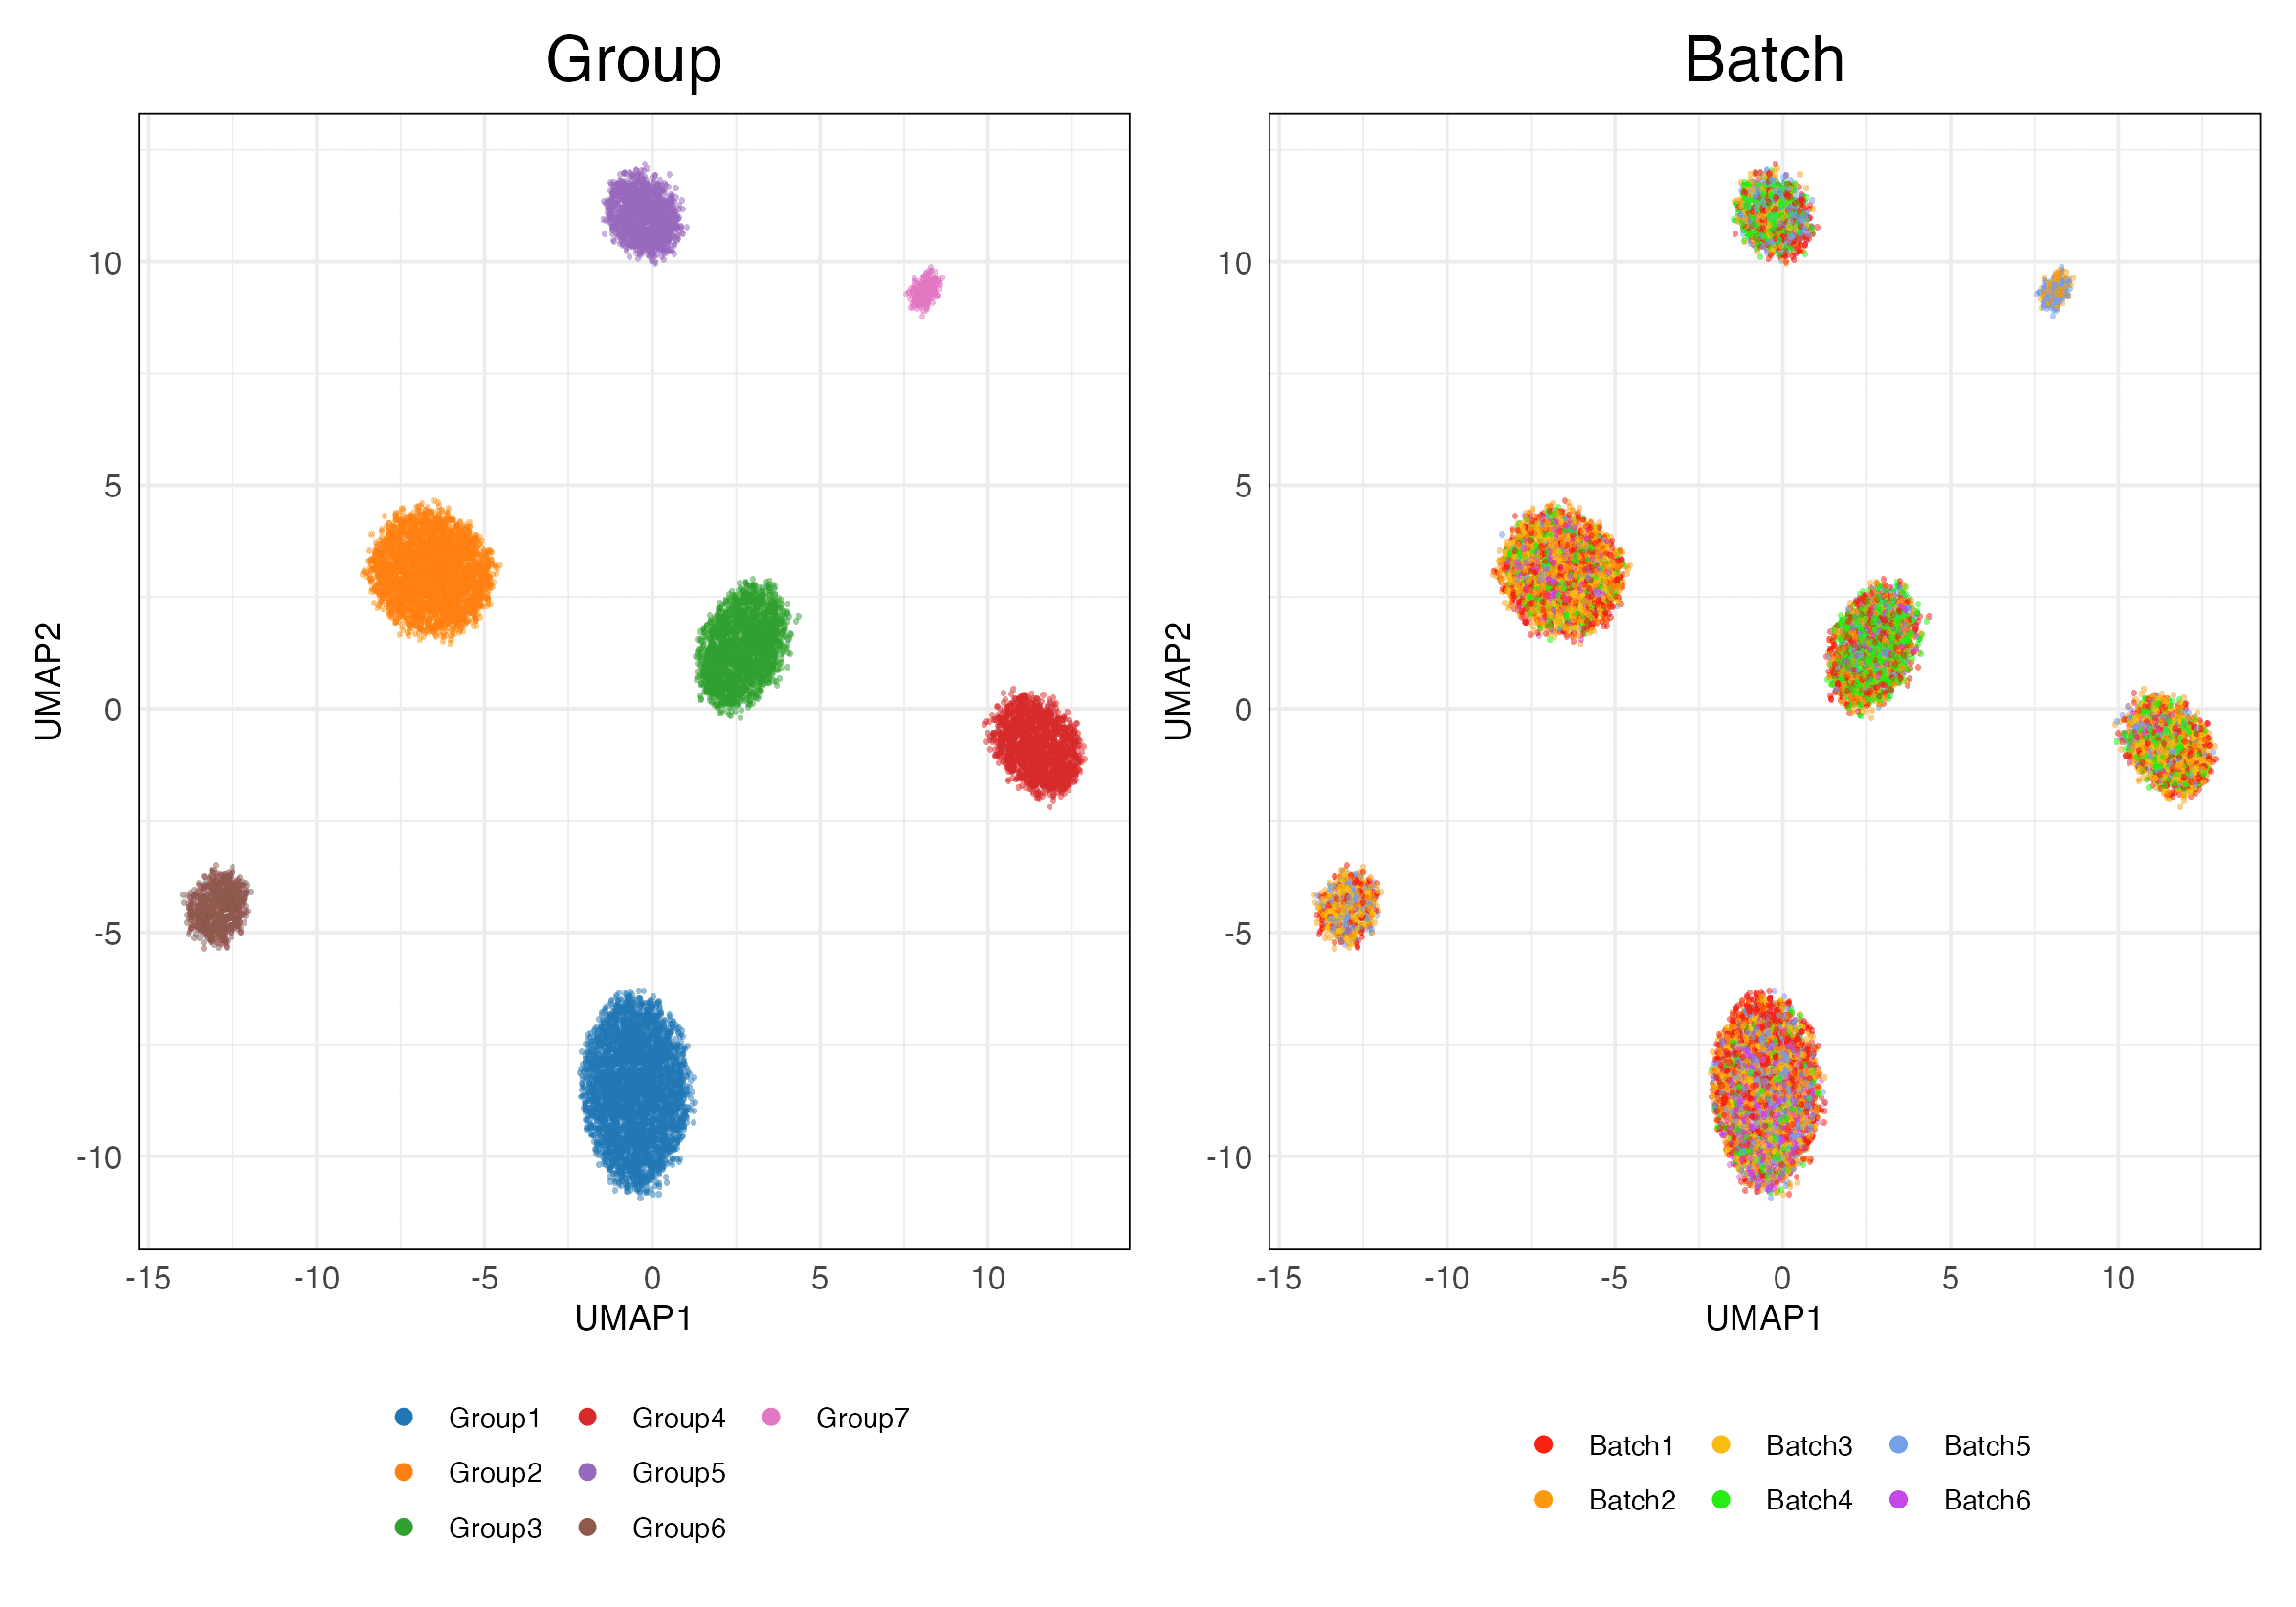 Group
Batch
UMAP2
10
5
0
-5
-10
-15 -10 -5 0 5 10
UMAP1
Group1 Group4 Group7
Group2 Group5
Group3 Group6
UMAP2
10
5
0
-5
-10
-15 -10 -5 0 5 10
UMAP1
Batch1 Batch3 Batch5
Batch2 Batch4 Batch6